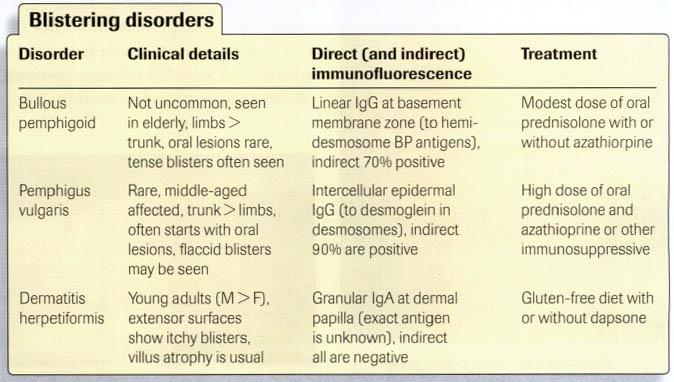 Blistering disorders
Disorder Clinical details Direct (and indirect) immunofluorescence Treatment
Bullous pemphigoid
Not uncommon, seen
in elderly, limbs >
trunk, oral lesions rare,
tense blisters often seen
Linear IgG at basement
membrane zone (to hemi-
desmosome BP antigens),
indirect 70% positive
Modest dose of oral
prednisolone with or
without azathiorpine
Pemphigus
vulgaris
Rare, middle-aged
affected, trunk > limbs,
often starts with oral
lesions, flaccid blisters
may be seen
Intercellular epidermal
IgG (to desmoglein in
desmosomes), indirect
90% are positive
High dose of oral
prednisolone and
azathioprine or other
immunosuppressive
Dermatitis
herpetiformis
Young adults (M > F),
extensor surfaces
show itchy blisters,
villus atrophy is usual
Granular IgA at dermal
papilla (exact antigen
is unknown), indirect
all are negative
Gluten-free diet with
or without dapsone